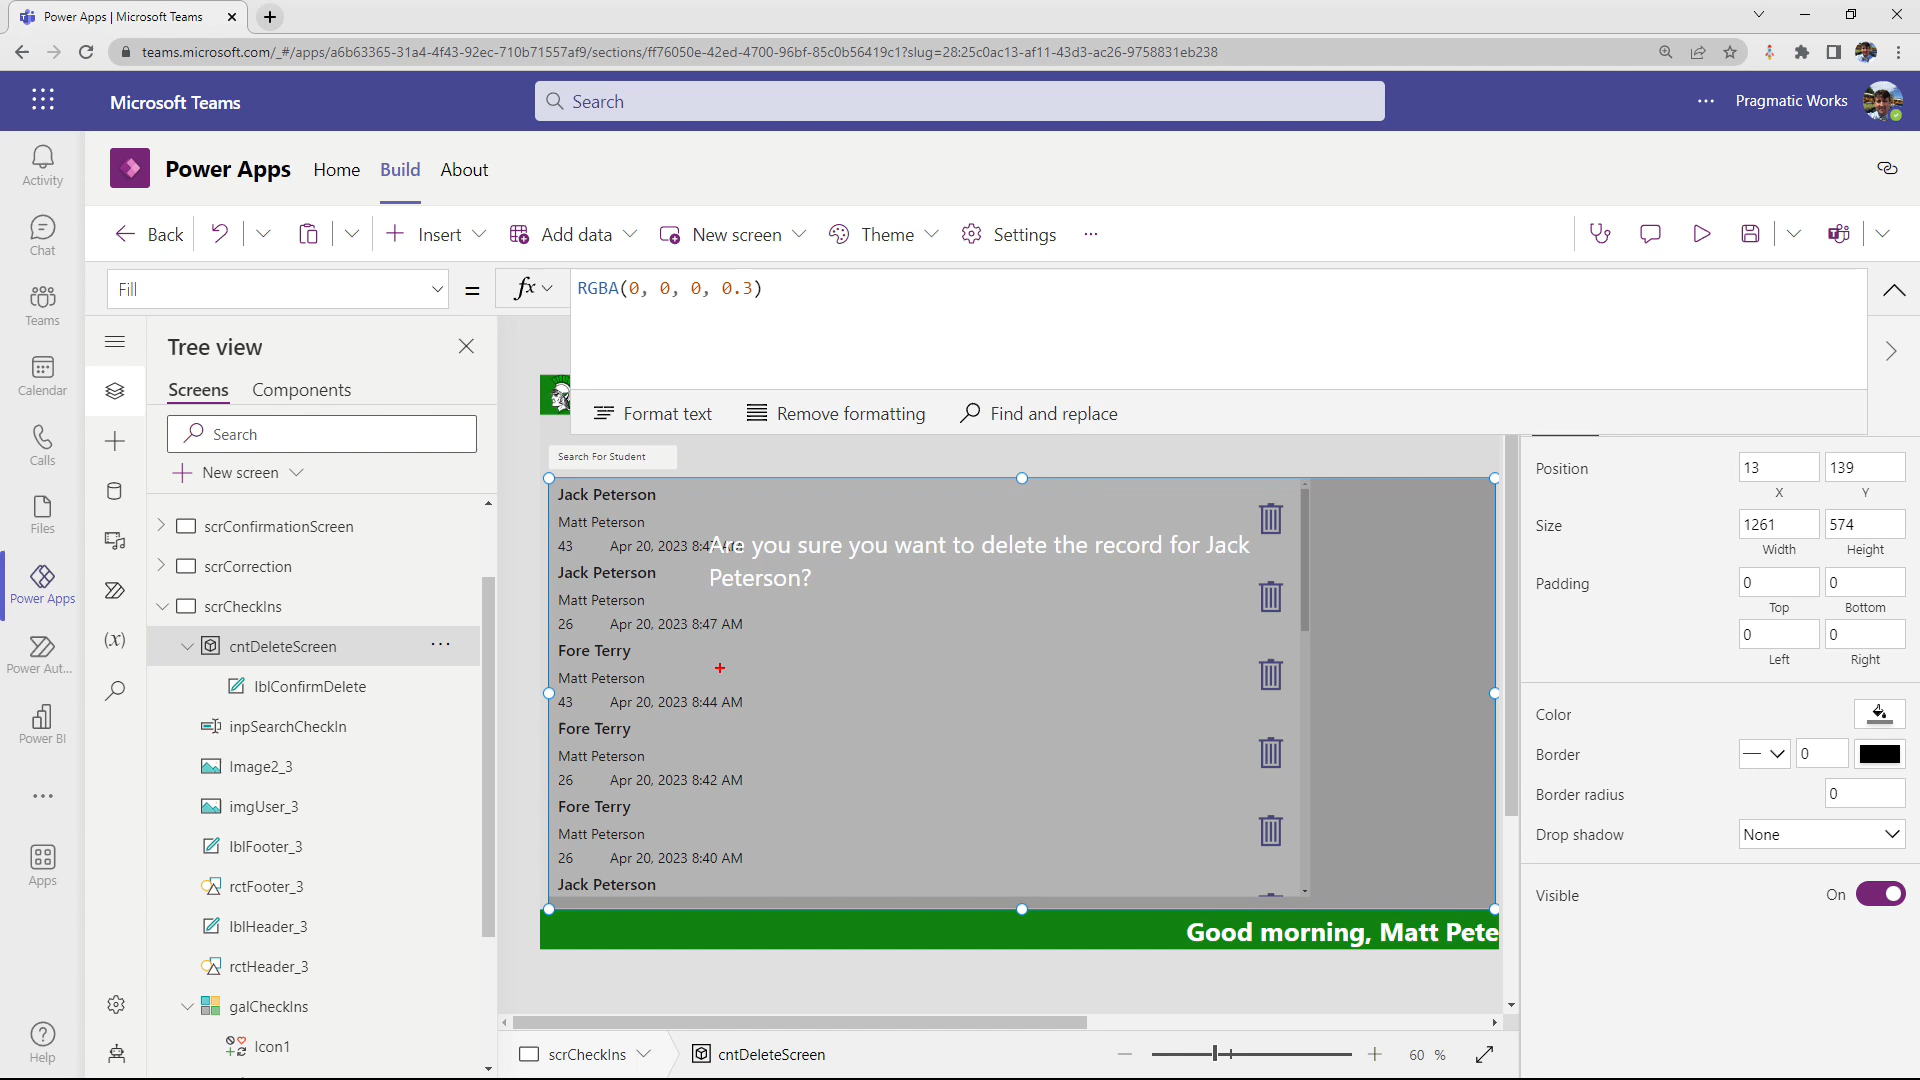 Power Apps | Microsoft Teams
teams.microsoft.com/_#/apps/a6b63365-31a4-4f43-92ec-710b71557af9/sections/ff76050e-42ed-4700-96bf-85c0b56419c1?slug=28:25c0ac13-af11-43d3-ac26-9758831eb238
Microsoft Teams
Search
Pragmatic Works
Power Apps
Home
Build
About
Back
Insert
Add data
New screen
Theme
Settings
Fill
=
fx
RGBA(0, 0, 0, 0.3)
Format text
Remove formatting
Find and replace
Activity
Chat
Teams
Calendar
Calls
Files
Power Apps
Power Aut...
Power BI
Apps
Help
Tree view
Screens
Components
Search
New screen
scrConfirmationScreen
scrCorrection
scrCheckIns
cntDeleteScreen
lblConfirmDelete
inpSearchCheckIn
Image2_3
imgUser_3
lblFooter_3
rctFooter_3
lblHeader_3
rctHeader_3
galCheckIns
Icon1
Search For Student
Jack Peterson
Matt Peterson
43 Apr 20, 2023 8:47 AM
Are you sure you want to delete the record for Jack
Peterson?
Jack Peterson
Matt Peterson
26 Apr 20, 2023 8:47 AM
Fore Terry
Matt Peterson
43 Apr 20, 2023 8:44 AM
Fore Terry
Matt Peterson
26 Apr 20, 2023 8:42 AM
Fore Terry
Matt Peterson
26 Apr 20, 2023 8:40 AM
Jack Peterson
Good morning, Matt Pete
scrCheckIns
cntDeleteScreen
60 %
Position
13
139
X
Y
Size
1261
574
Width
Height
Padding
0
0
Top
Bottom
0
0
Left
Right
Color
Border
0
Border radius
0
Drop shadow
None
Visible
On